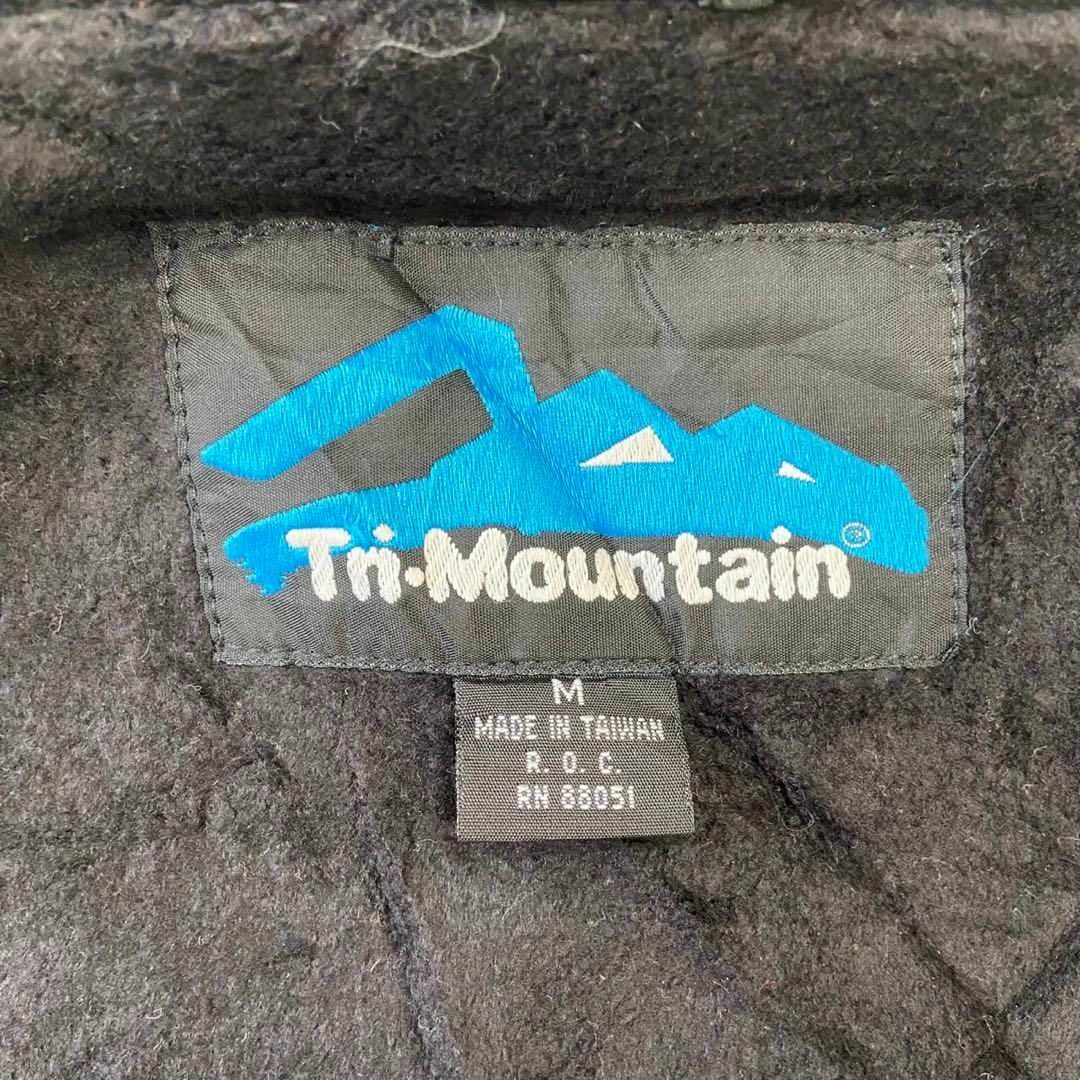 Tri·Mountain®
M
MADE IN TAIWAN
R. O. C.
RN 88051